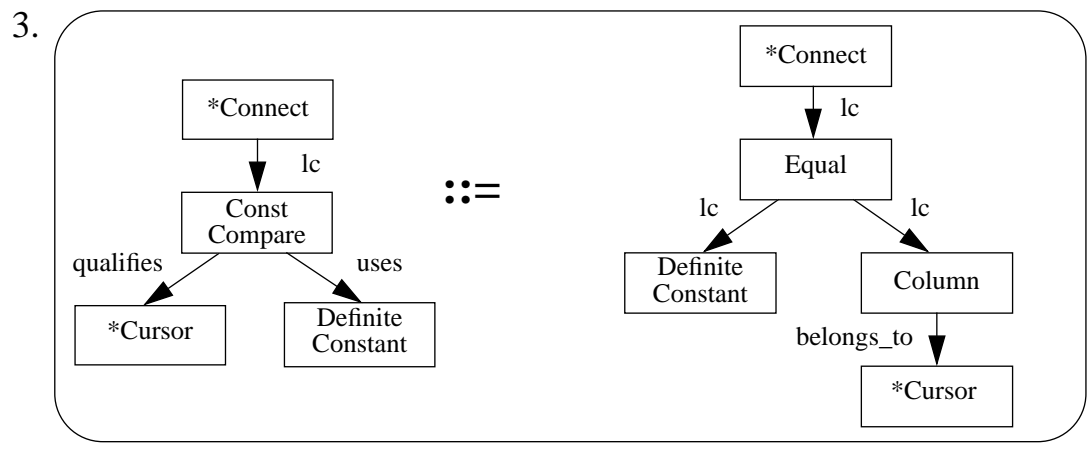 3.
*Connect
lc
Const
Compare
qualifies
uses
*Cursor
Definite
Constant
::=
*Connect
lc
Equal
lc
lc
Definite
Constant
Column
belongs_to
*Cursor